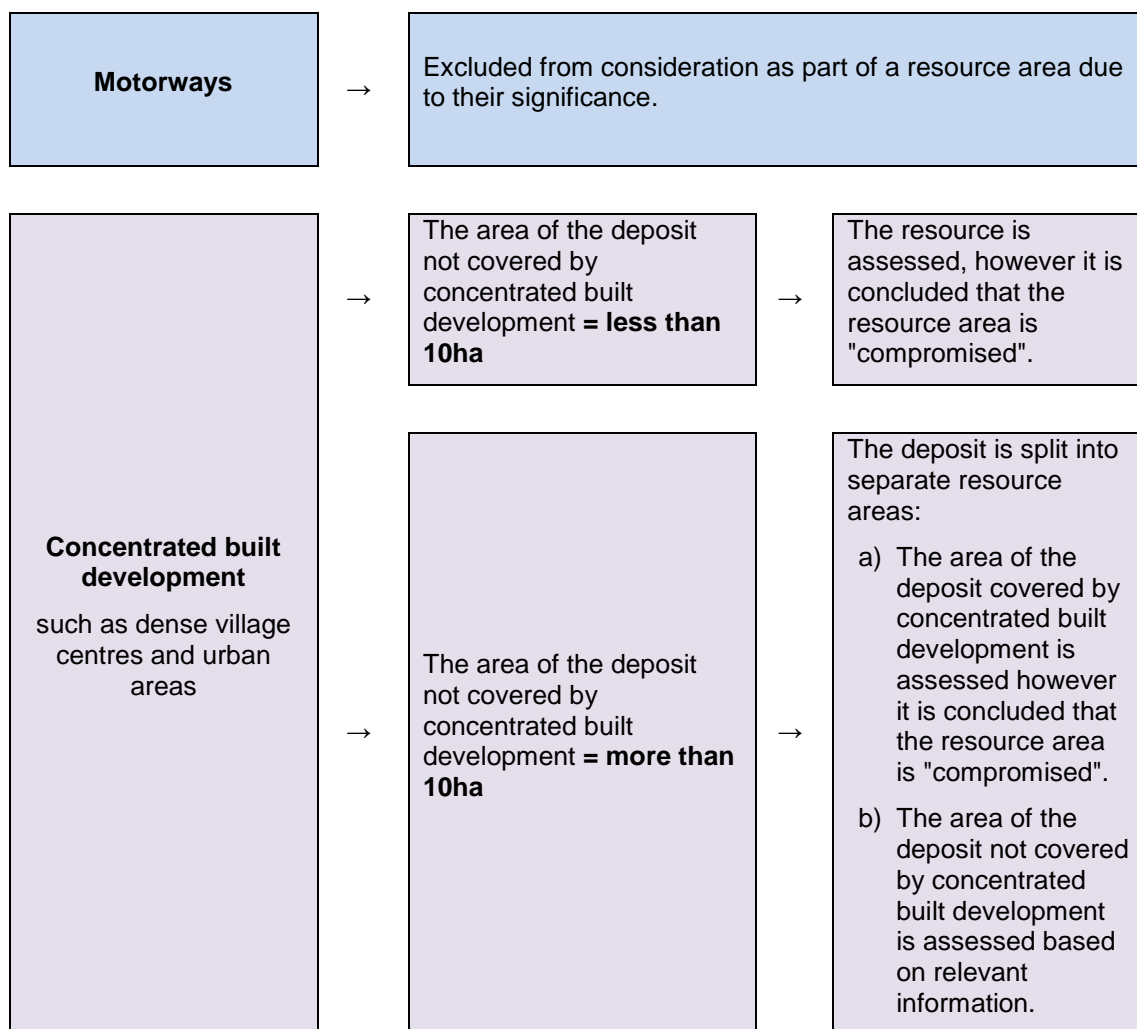 Motorways
→
Excluded from consideration as part of a resource area due
to their significance.
Concentrated built
development
such as dense village
centres and urban
areas
→
The area of the deposit
not covered by
concentrated built
development = less than
10ha
→
The resource is
assessed, however it is
concluded that the
resource area is
"compromised".
→
The area of the deposit
not covered by
concentrated built
development = more than
10ha
→
The deposit is split into
separate resource
areas:
a) The area of the
deposit covered by
concentrated built
development is
assessed however
it is concluded that
the resource area
is "compromised".
b) The area of the
deposit not covered
by concentrated
built development
is assessed based
on relevant
information.